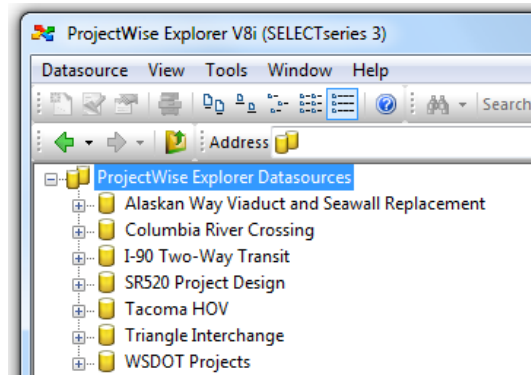 ProjectWise Explorer V8i (SELECTseries 3)
Datasource View Tools Window Help
Search
Address
ProjectWise Explorer Datasources
Alaskan Way Viaduct and Seawall Replacement
Columbia River Crossing
I-90 Two-Way Transit
SR520 Project Design
Tacoma HOV
Triangle Interchange
WSDOT Projects